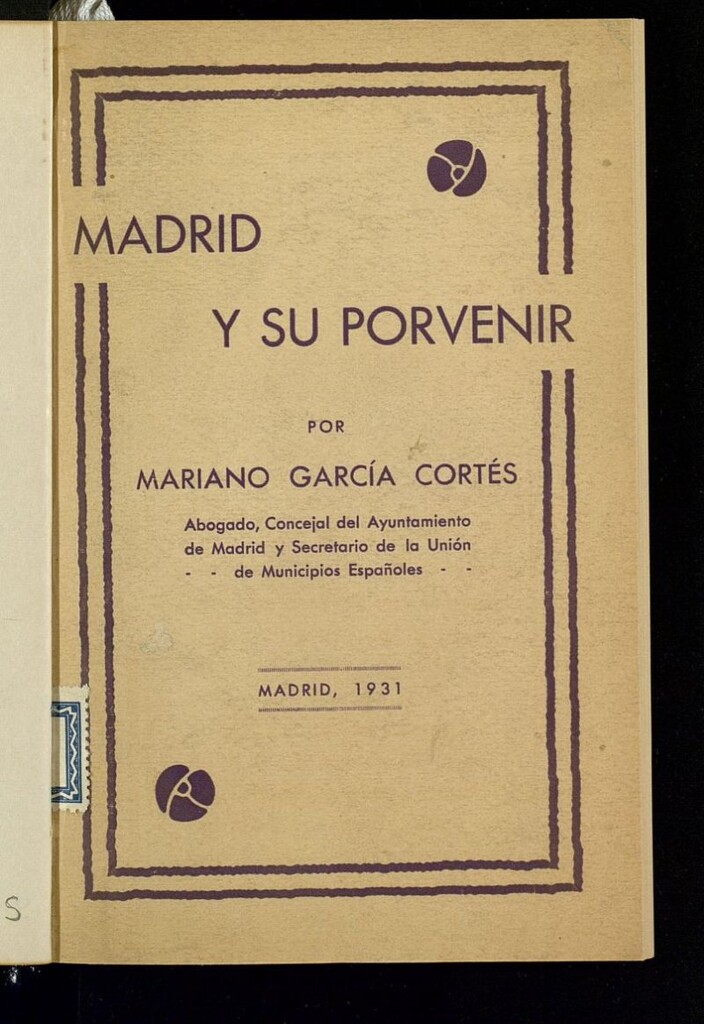 MADRID
Y SU PORVENIR
POR
MARIANO GARCÍA CORTÉS
Abogado, Concejal del Ayuntamiento
de Madrid y Secretario de la Unión
- - de Municipios Españoles - -
MADRID, 1931
S